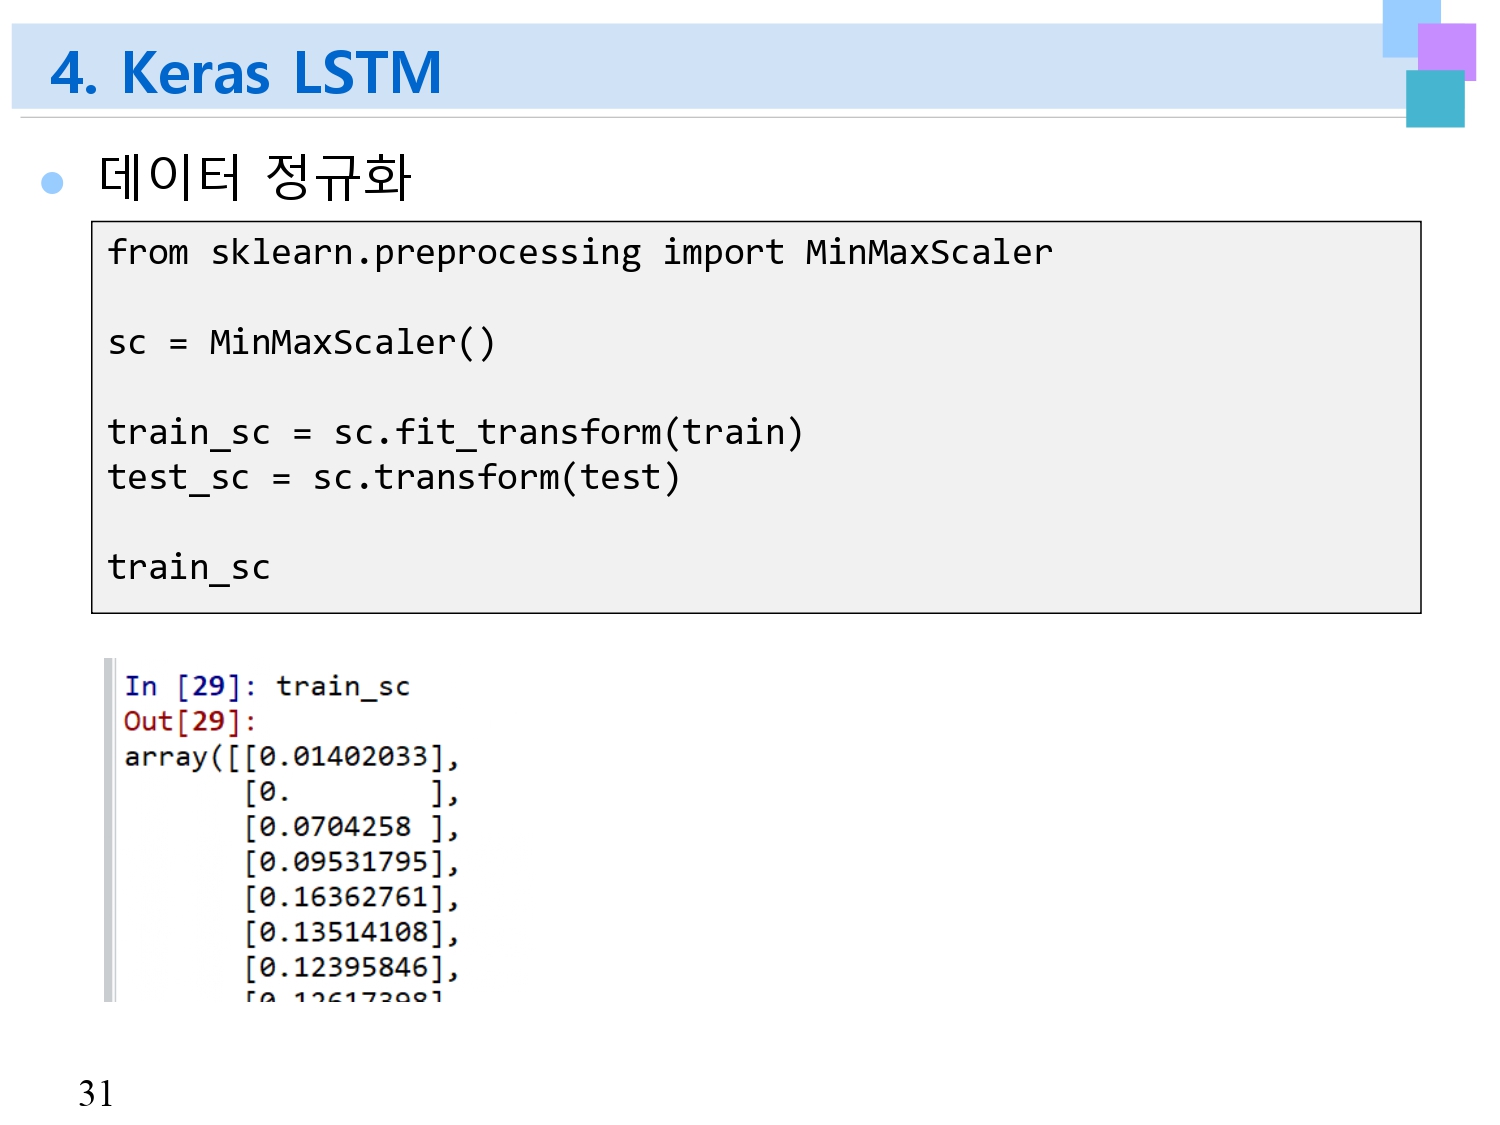 4. Keras LSTM
데이터 정규화
from sklearn.preprocessing import MinMaxScaler
sc = MinMaxScaler()
train_sc = sc.fit_transform(train)
test_sc = sc.transform(test)
train_sc
In [29]: train_sc
Out[29]:
array([[0.01402033],
[0.        ],
[0.0704258 ],
[0.09531795],
[0.16362761],
[0.13514108],
[0.12395846],
[0.12617398]
31